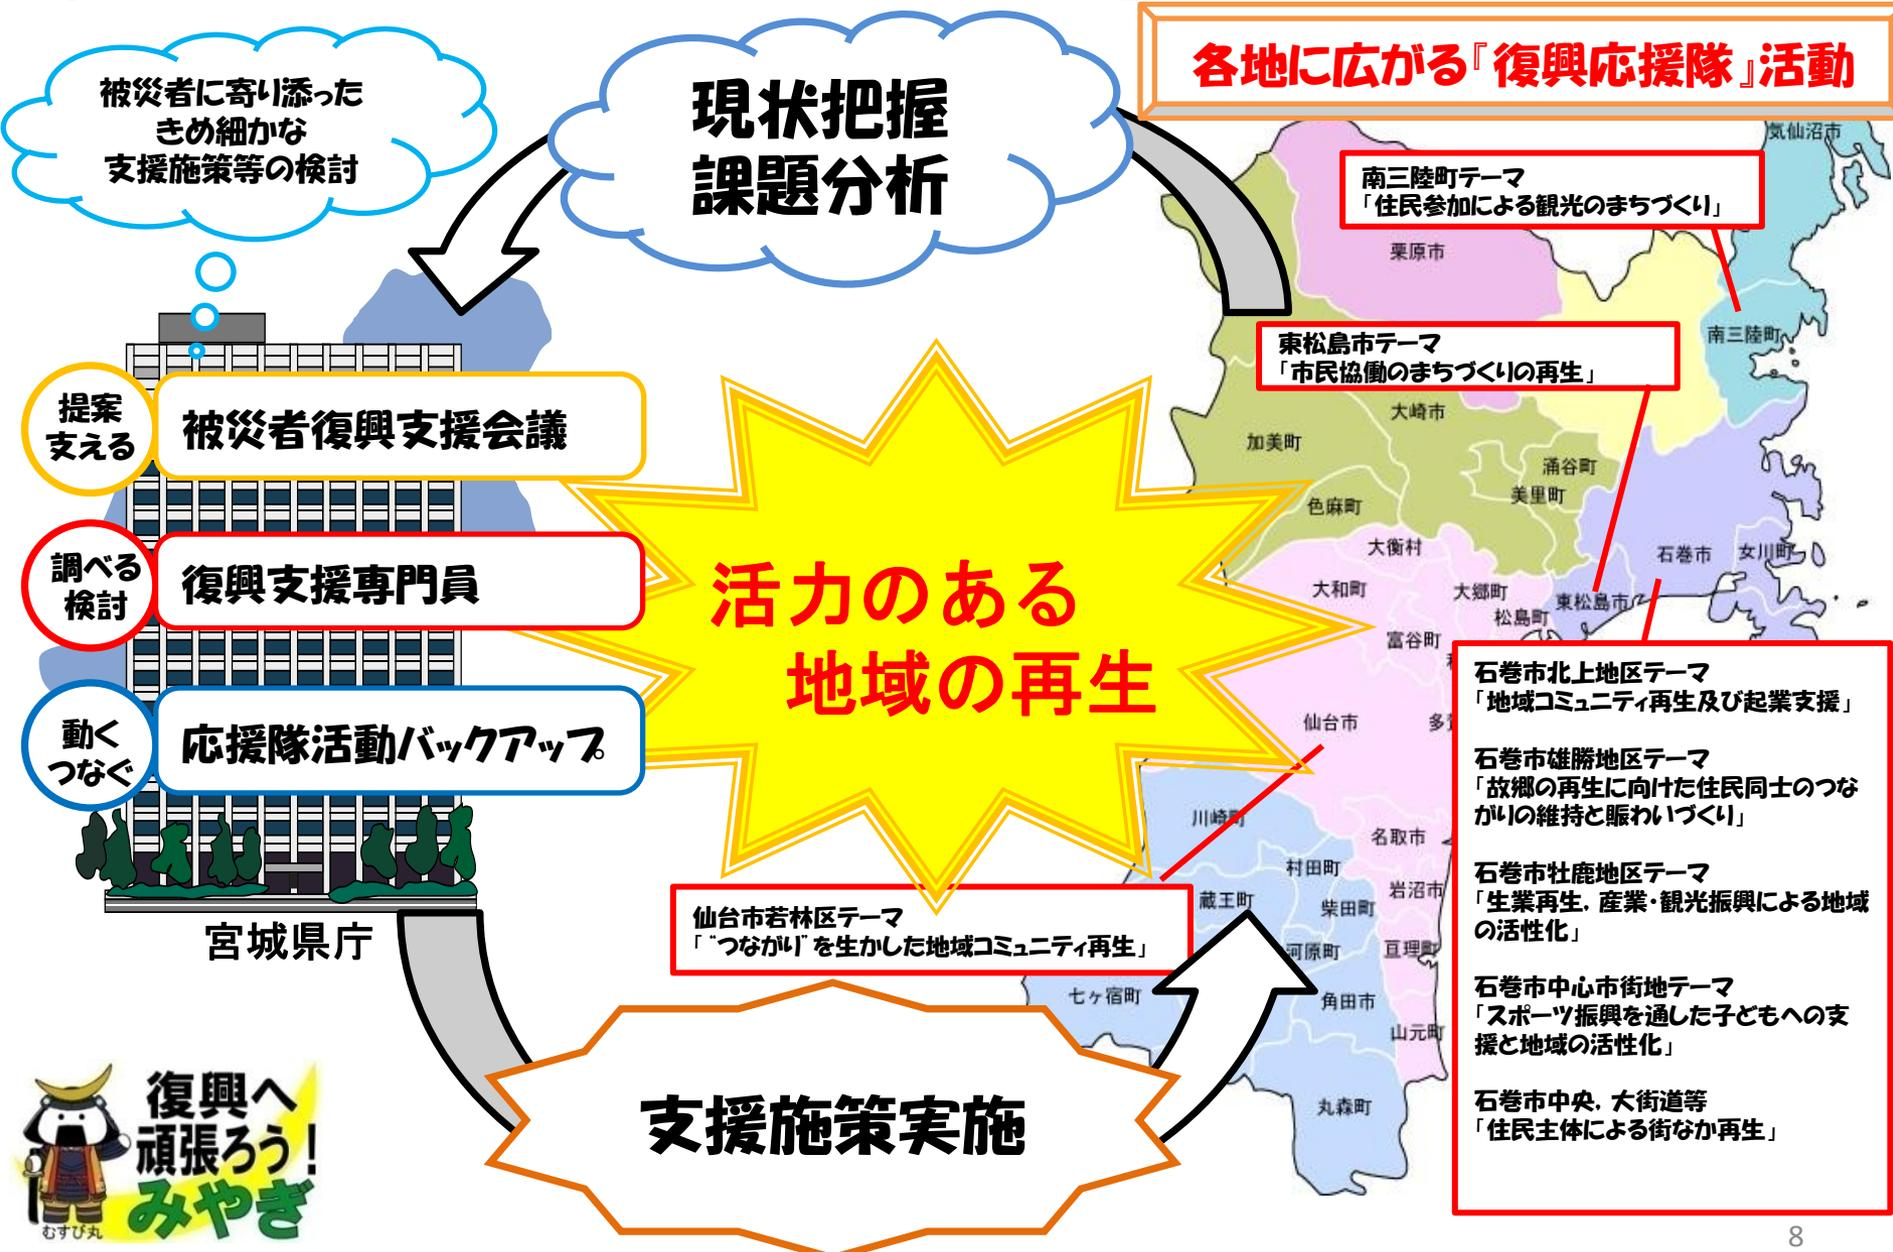 被災者に寄り添った
きめ細かな
支援施策等の検討
現状把握
課題分析
各地に広がる『復興応援隊』活動
気仙沼市
南三陸町テーマ
「住民参加による観光のまちづくり」
栗原市
南三陸町
東松島市テーマ
「市民協働のまちづくりの再生」
大崎市
加美町
涌谷町
美里町
色麻町
提案
支える
被災者復興支援会議
調べる
検討
復興支援専門員
動く
つなぐ
応援隊活動バックアップ。
宮城県庁
活力のある
地域の再生
大衡村
石巻市
女川町
大和町
大郷町
東松島市
松島町
富谷町
仙台市
多
川崎町
名取市
村田町
岩沼市
蔵王町
柴田町
河原町
亘理町
七ヶ宿町
角田市
山元町
丸森町
石巻市北上地区テーマ
「地域コミュニティ再生及び起業支援」
石巻市雄勝地区テーマ
「故郷の再生に向けた住民同士のつな
がりの維持と賑わいづくり」
石巻市牡鹿地区テーマ
「生業再生，産業・観光振興による地域
の活性化」
石巻市中心市街地テーマ
「スポーツ振興を通した子どもへの支
援と地域の活性化」
石巻市中央，大街道等
「住民主体による街なか再生」
仙台市若林区テーマ
「“つながり”を生かした地域コミュニティ再生」
支援施策実施
復興へ
頑張ろう！
みやぎ
むすび丸
8